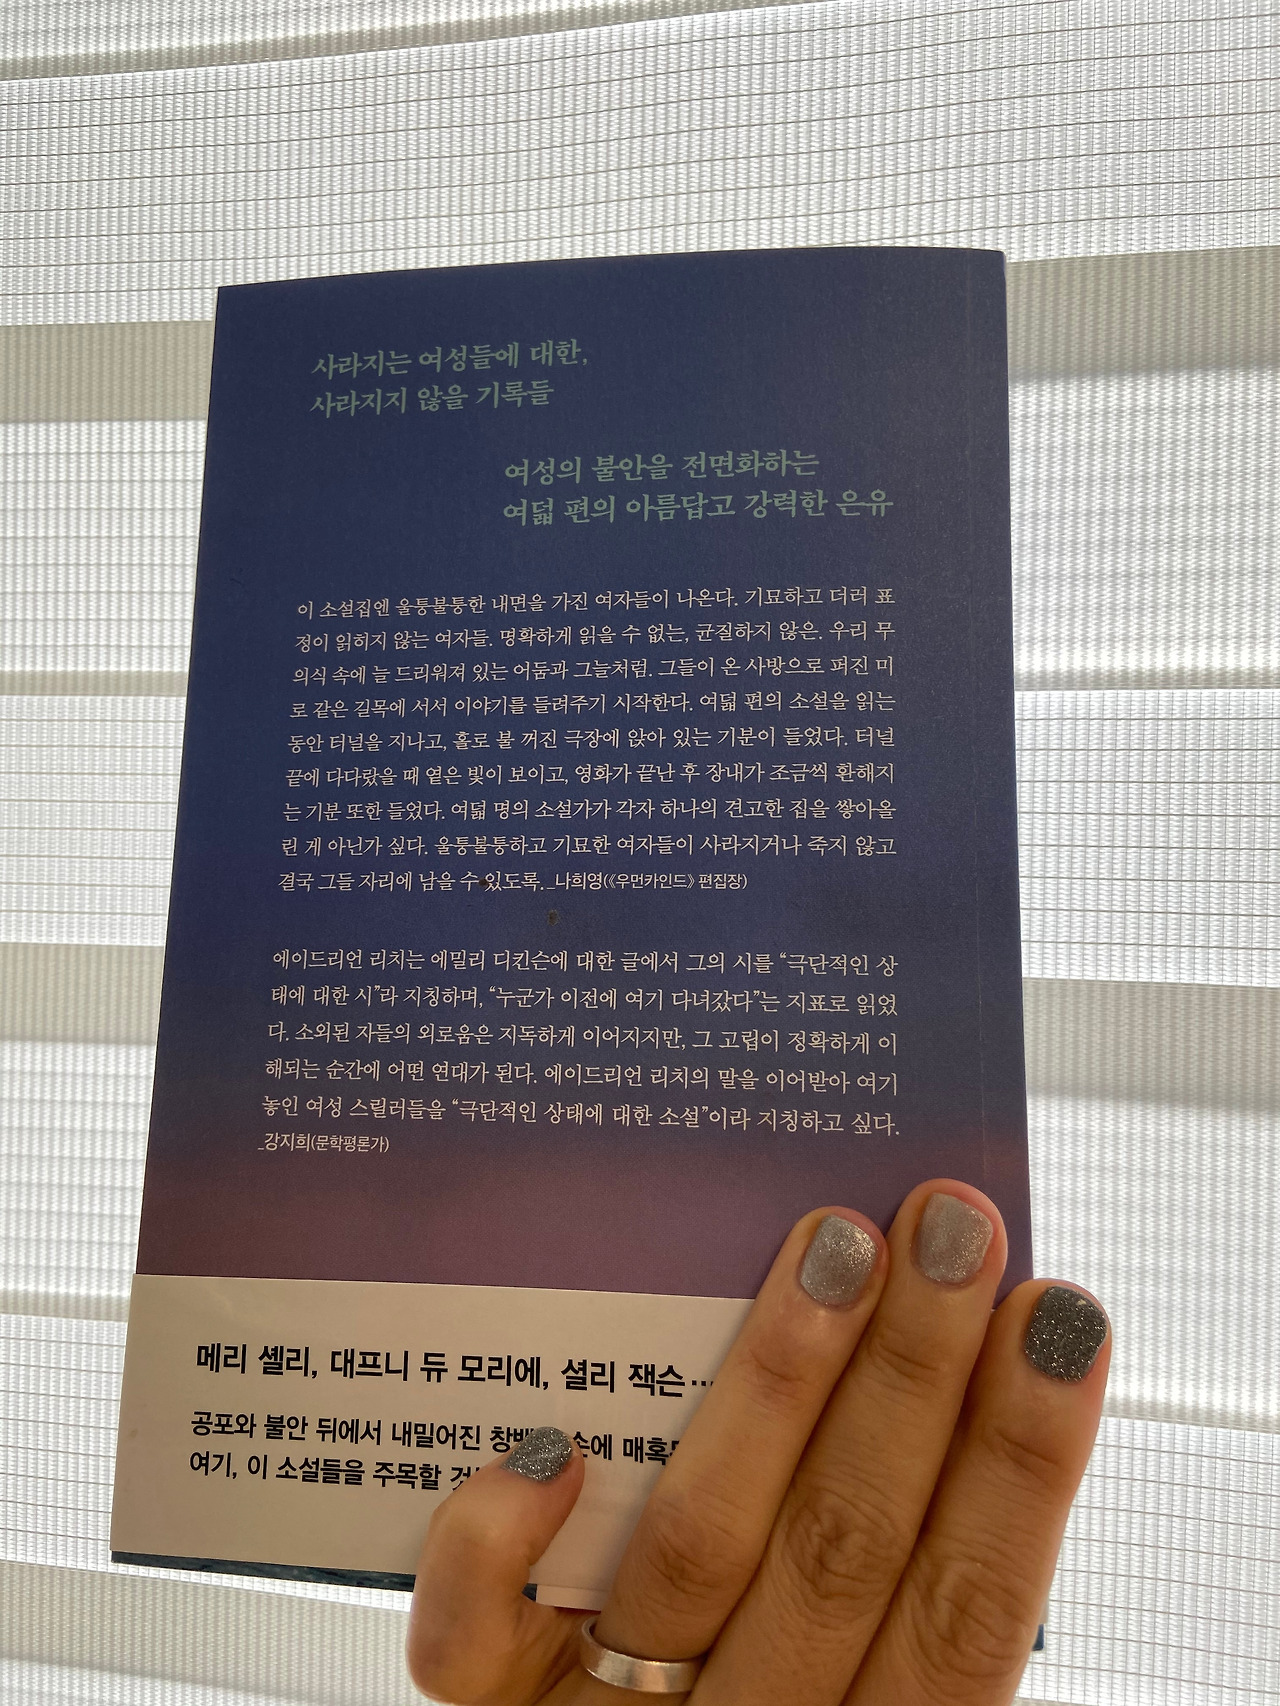 사라지는 여성들에 대한,
사라지지 않을 기록들
여성의 불안을 전면화하는
여덟 편의 아름답고 강력한 은유
이 소설집엔 울퉁불퉁한 내면을 가진 여자들이 나온다. 기묘하고 더러 표
정이 읽히지 않는 여자들. 명확하게 읽을 수 없는, 균질하지 않은. 우리 무
의식 속에 늘 드리워져 있는 어둠과 그늘처럼. 그들이 온 사방으로 퍼진 미
로 같은 길목에 서서 이야기를 들려주기 시작한다. 여덟 편의 소설을 읽는
동안 터널을 지나고, 홀로 불 꺼진 극장에 앉아 있는 기분이 들었다. 터널
끝에 다다랐을 때 옅은 빛이 보이고, 영화가 끝난 후 장내가 조금씩 환해지
는 기분 또한 들었다. 여덟 명의 소설가가 각자 하나의 견고한 집을 쌓아올
린 게 아닌가 싶다. 울퉁불퉁하고 기묘한 여자들이 사라지거나 죽지 않고
결국 그들 자리에 남을 수 있도록. _나희영(《우먼카인드》 편집장)
에이드리언 리치는 에밀리 디킨슨에 대한 글에서 그의 시를 “극단적인 상
태에 대한 시”라 지칭하며, “누군가 이전에 여기 다녀갔다”는 지표로 읽었
다. 소외된 자들의 외로움은 지독하게 이어지지만, 그 고립이 정확하게 이
해되는 순간에 어떤 연대가 된다. 에이드리언 리치의 말을 이어받아 여기
놓인 여성 스릴러들을 “극단적인 상태에 대한 소설”이라 지칭하고 싶다.
_강지희(문학평론가)
메리 셸리, 대프니 듀 모리에, 셜리 잭슨…
공포와 불안 뒤에서 내밀어진 손에
여기, 이 소설들을 주목할